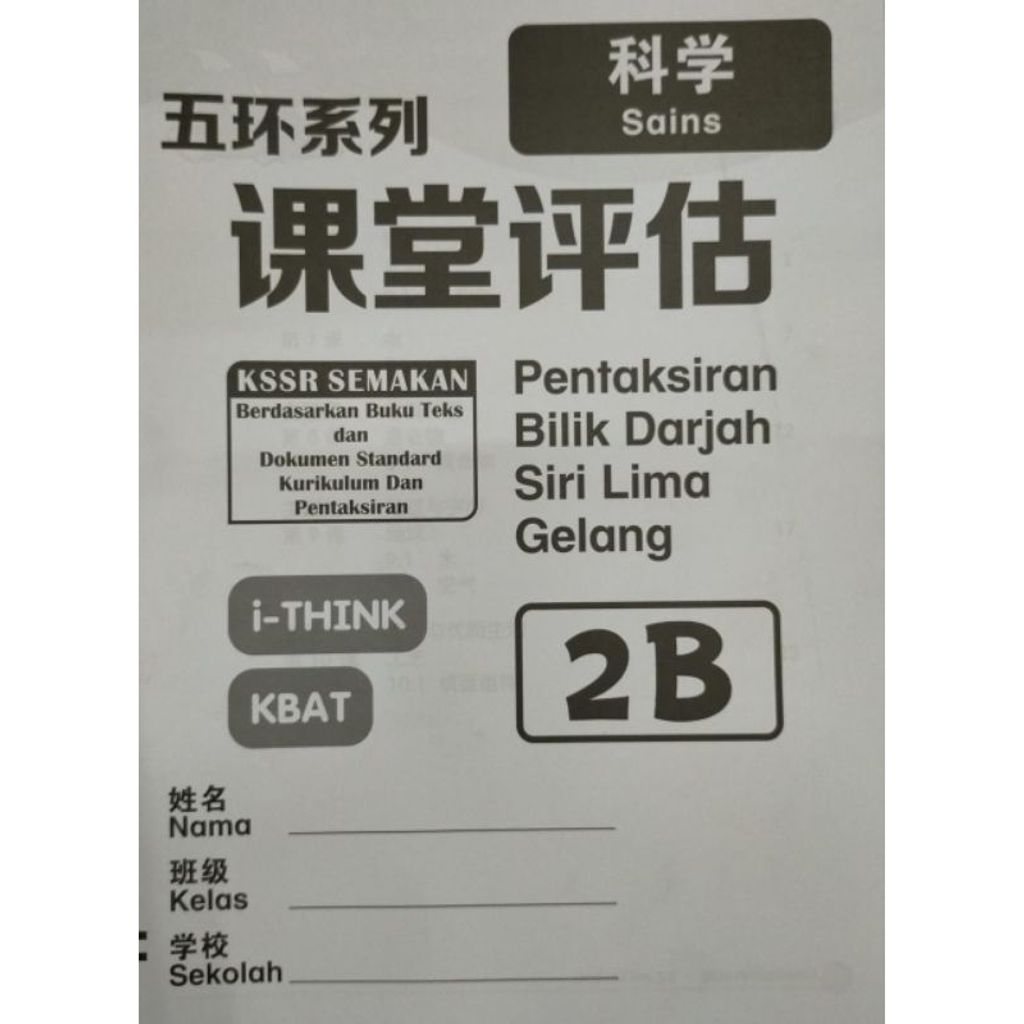 科学
Sains
五环系列
课堂评估
KSSR SEMAKAN
Berdasarkan Buku Teks
dan
Dokumen Standard
Kurikulum Dan
Pentaksiran
Pentaksiran
Bilik Darjah
Siri Lima
Gelang
i-THINK
KBAT
2B
姓名
Nama
班级
Kelas
学校
Sekolah